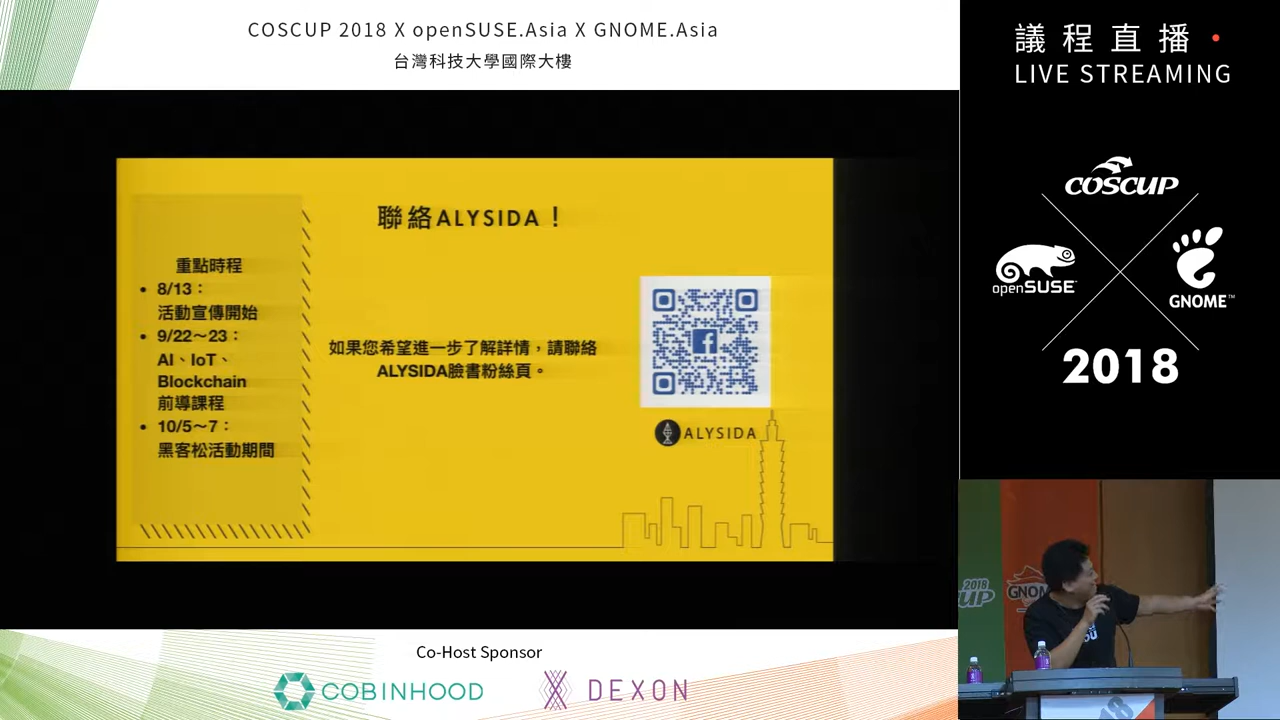 COSCUP 2018 X openSUSE.Asia X GNOME.Asia
台灣科技大學國際大樓
議程直播
LIVE STREAMING
COSCUP
openSUSE
GNOME™
2018
聯絡ALYSIDA！
重點時程
• 8/13：
活動宣傳開始
• 9/22～23：
AI、IoT、
Blockchain
前導課程
• 10/5～7：
黑客松活動期間
如果您希望進一步了解詳情，請聯絡
ALYSIDA臉書粉絲頁。
ALYSIDA
2018
GNOM
Co-Host Sponsor
COBINHOOD
DEXON